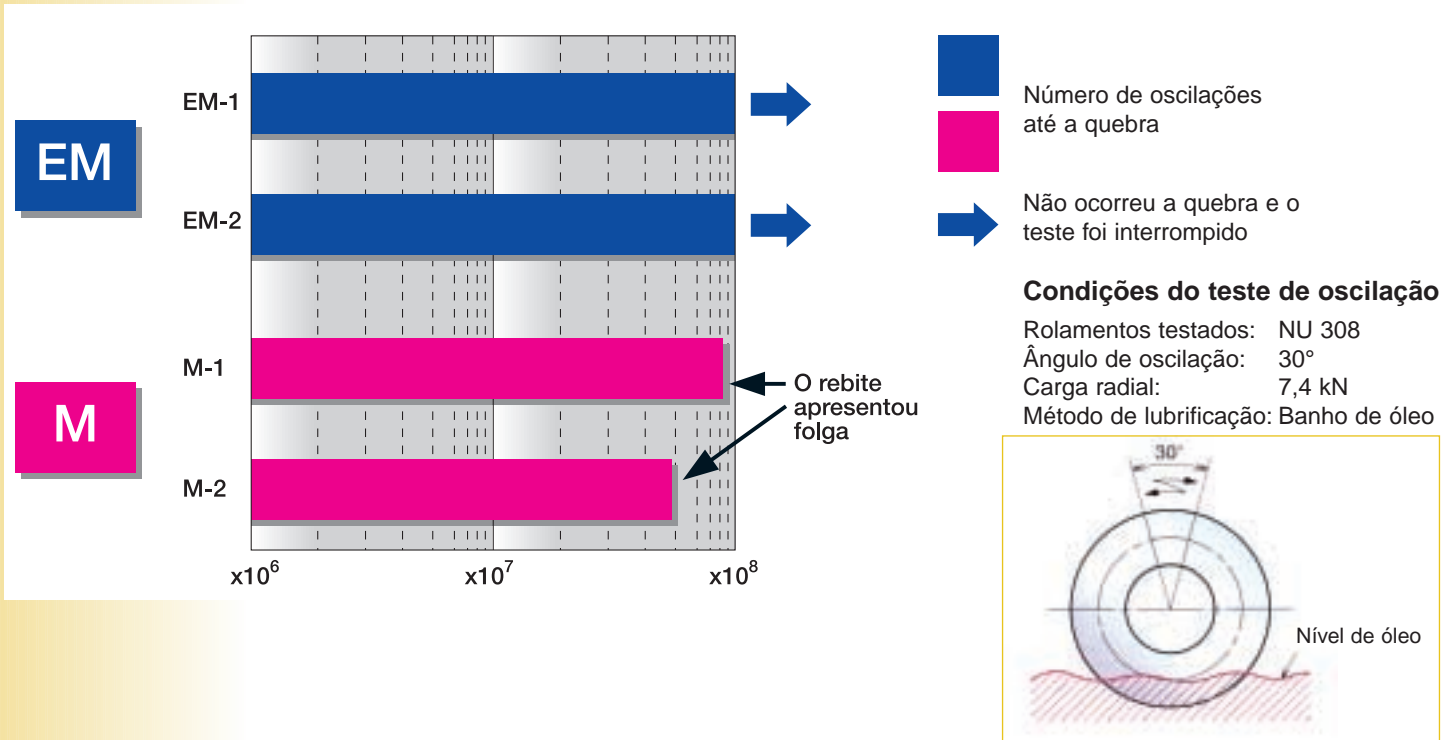 EM
EM-1
EM-2
M
M-1
M-2
x10⁶
x10⁷
x10⁸
O rebite
apresentou
folga
Número de oscilações
até a quebra
Não ocorreu a quebra e o
teste foi interrompido
Condições do teste de oscilação
Rolamentos testados: NU 308
Ângulo de oscilação: 30°
Carga radial: 7,4 kN
Método de lubrificação: Banho de óleo
30°
Nível de óleo